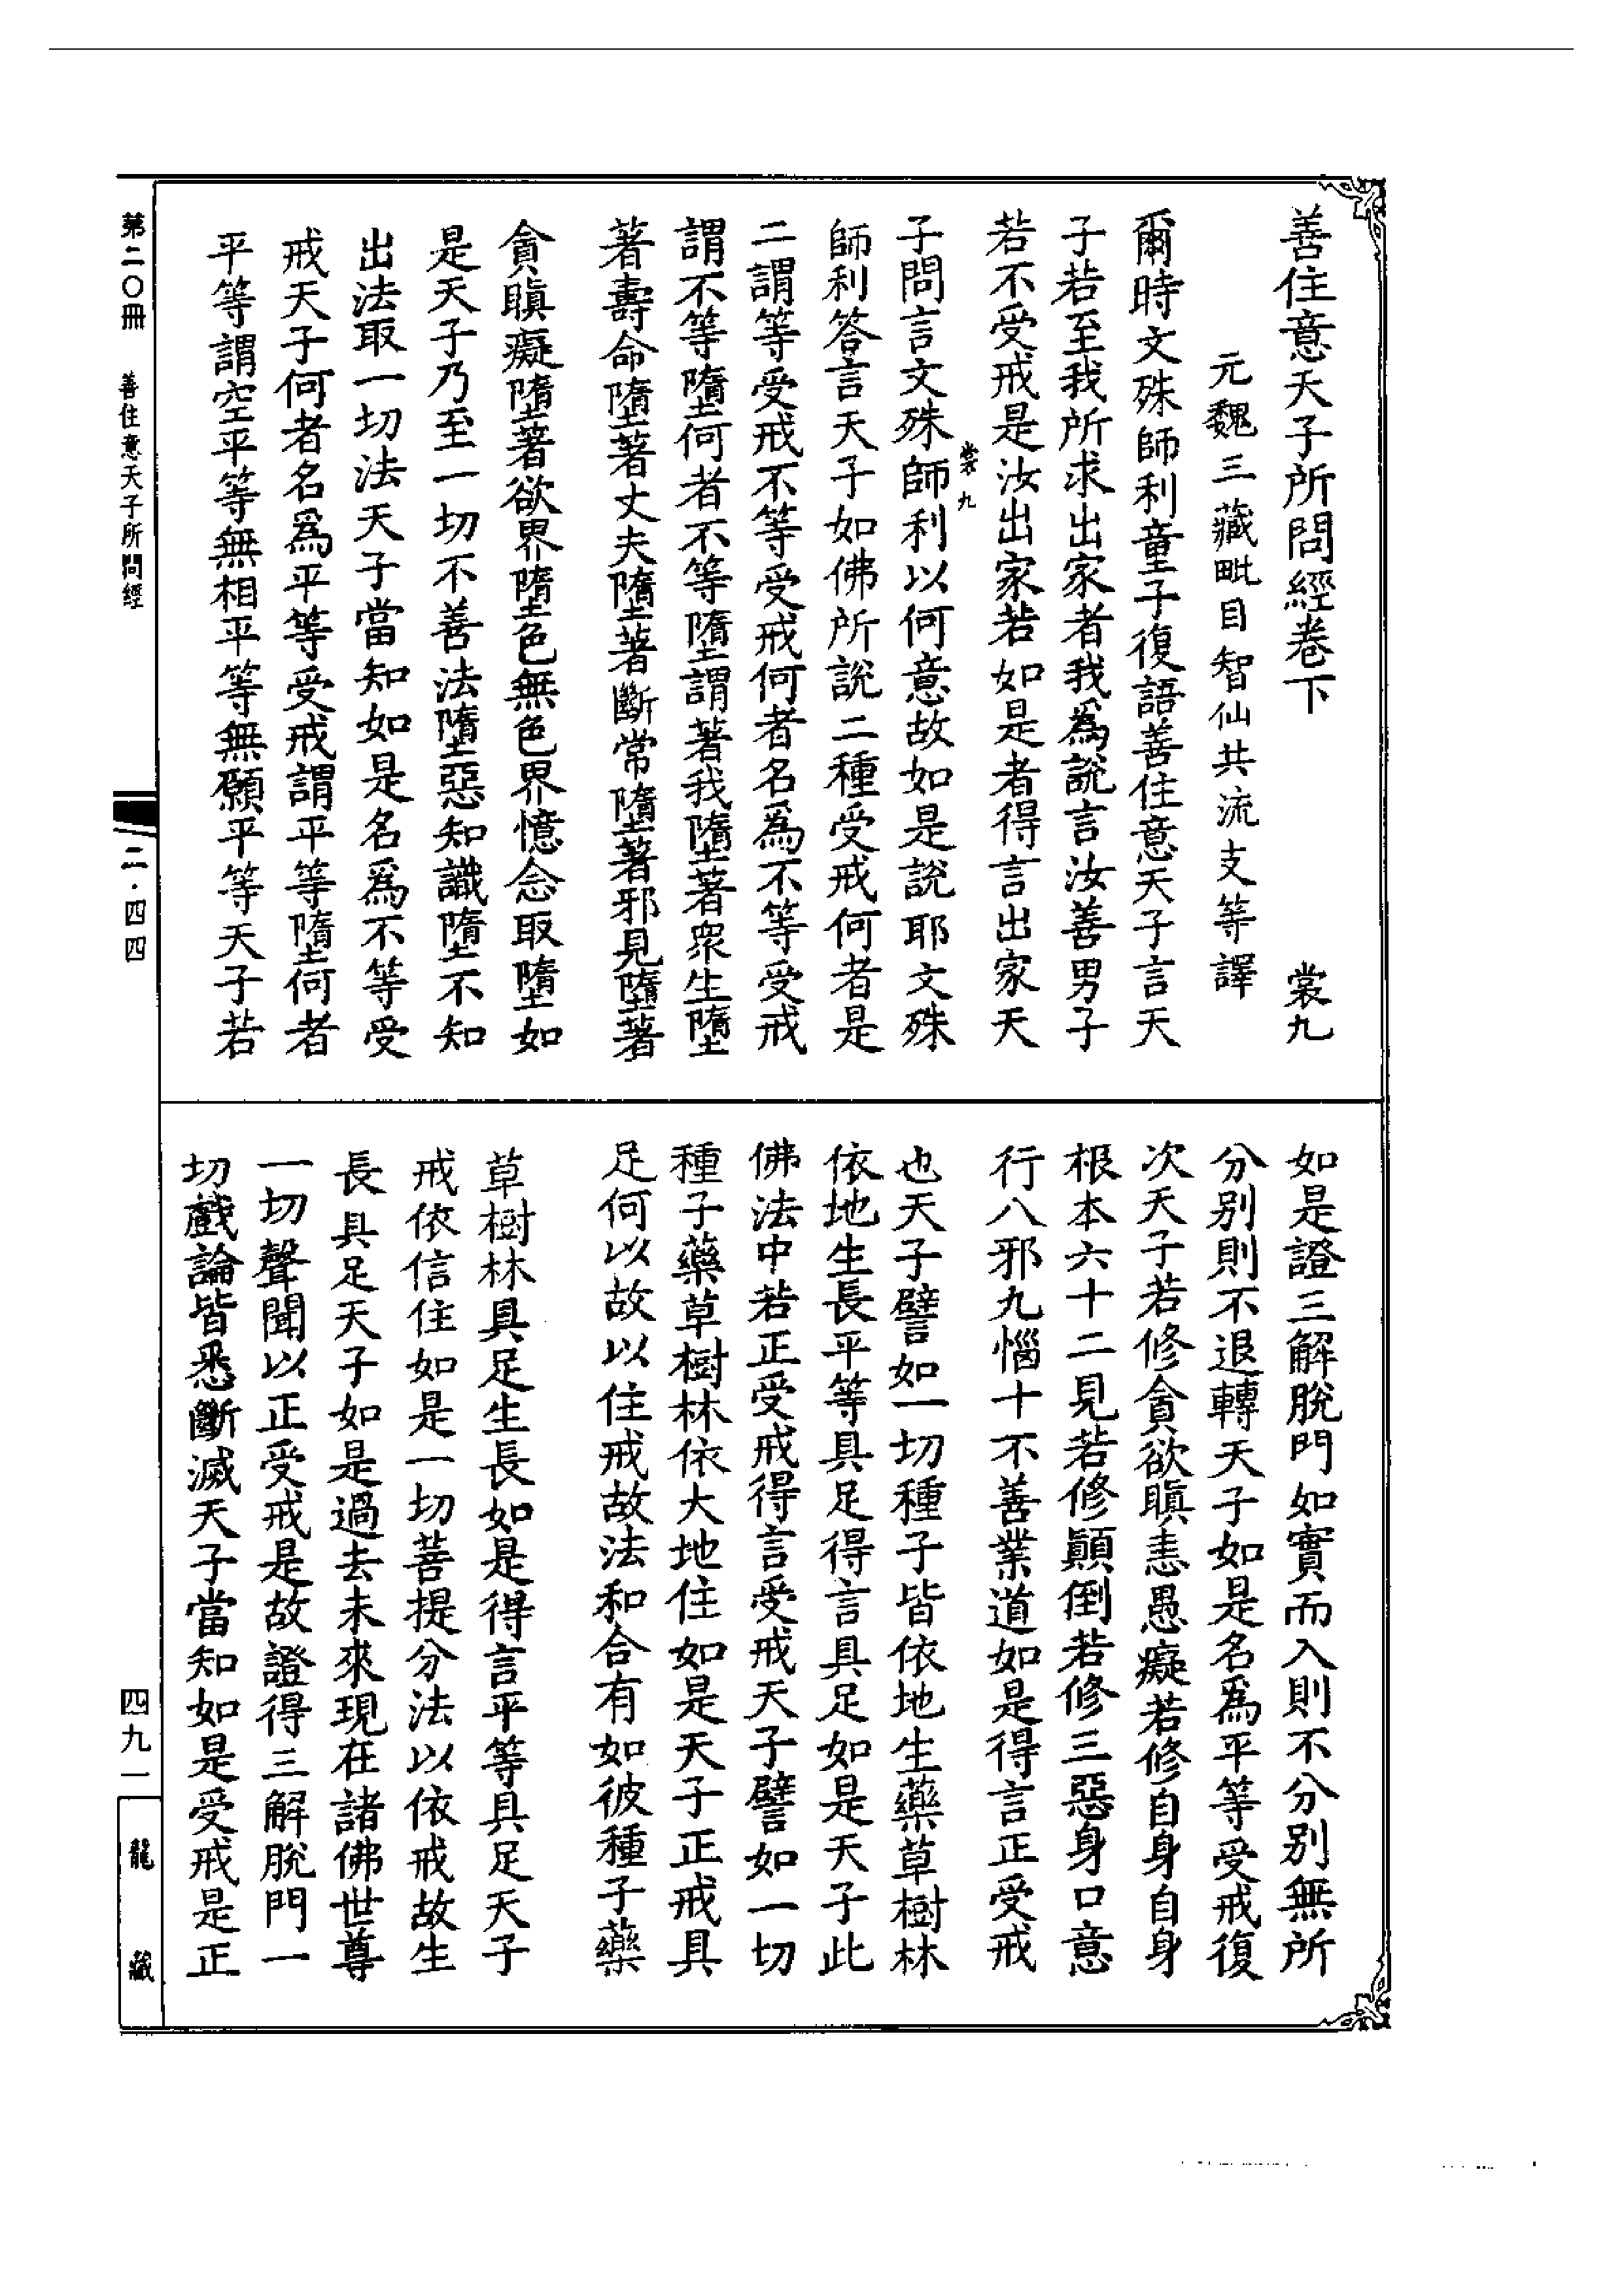 善住意天子所問經卷下　裳九
元魏三藏毗目智仙共流支等譯
爾時文殊師利童子復語善住意天子言天
子若至我所求出家者我爲說言汝善男子
若不受戒是汝出家若如是者得言出家天
裳九
子問言文殊師利以何意故如是說耶文殊
師利答言天子如佛所說二種受戒何者是
二謂等受戒不等受戒何者名爲不等受戒
謂不等墮何者不等墮謂著我墮著衆生墮
著壽命墮著丈夫墮著斷常墮著邪見墮著
貪瞋癡墮著欲界墮色無色界憶念取墮如
是天子乃至一切不善法墮惡知識墮不知
出法取一切法天子當知如是名爲不等受
戒天子何者名爲平等受戒謂平等墮何者
平等謂空平等無相平等無願平等天子若
如是證三解脫門如實而入則不分別無所
分別則不退轉天子如是名爲平等受戒復
次天子若修貪欲瞋恚愚癡若修自身自身
根本六十二見若修顛倒若修三惡身口意
行八邪九惱十不善業道如是得言正受戒
也天子譬如一切種子皆依地生藥草樹林
依地生長平等具足得言具足如是天子此
佛法中若正受戒得言受戒天子譬如一切
種子藥草樹林依大地住如是天子正戒具
足何以故以住戒故法和合有如彼種子藥
草樹林具足生長如是得言平等具足天子
戒依信住如是一切菩提分法以依戒故生
長具足天子如是過去未來現在諸佛世尊
一切聲聞以正受戒是故證得三解脫門一
切戲論皆悉斷滅天子當知如是受戒是正
第二〇冊　善住意天子所問經
二·四四
四九一
龍藏